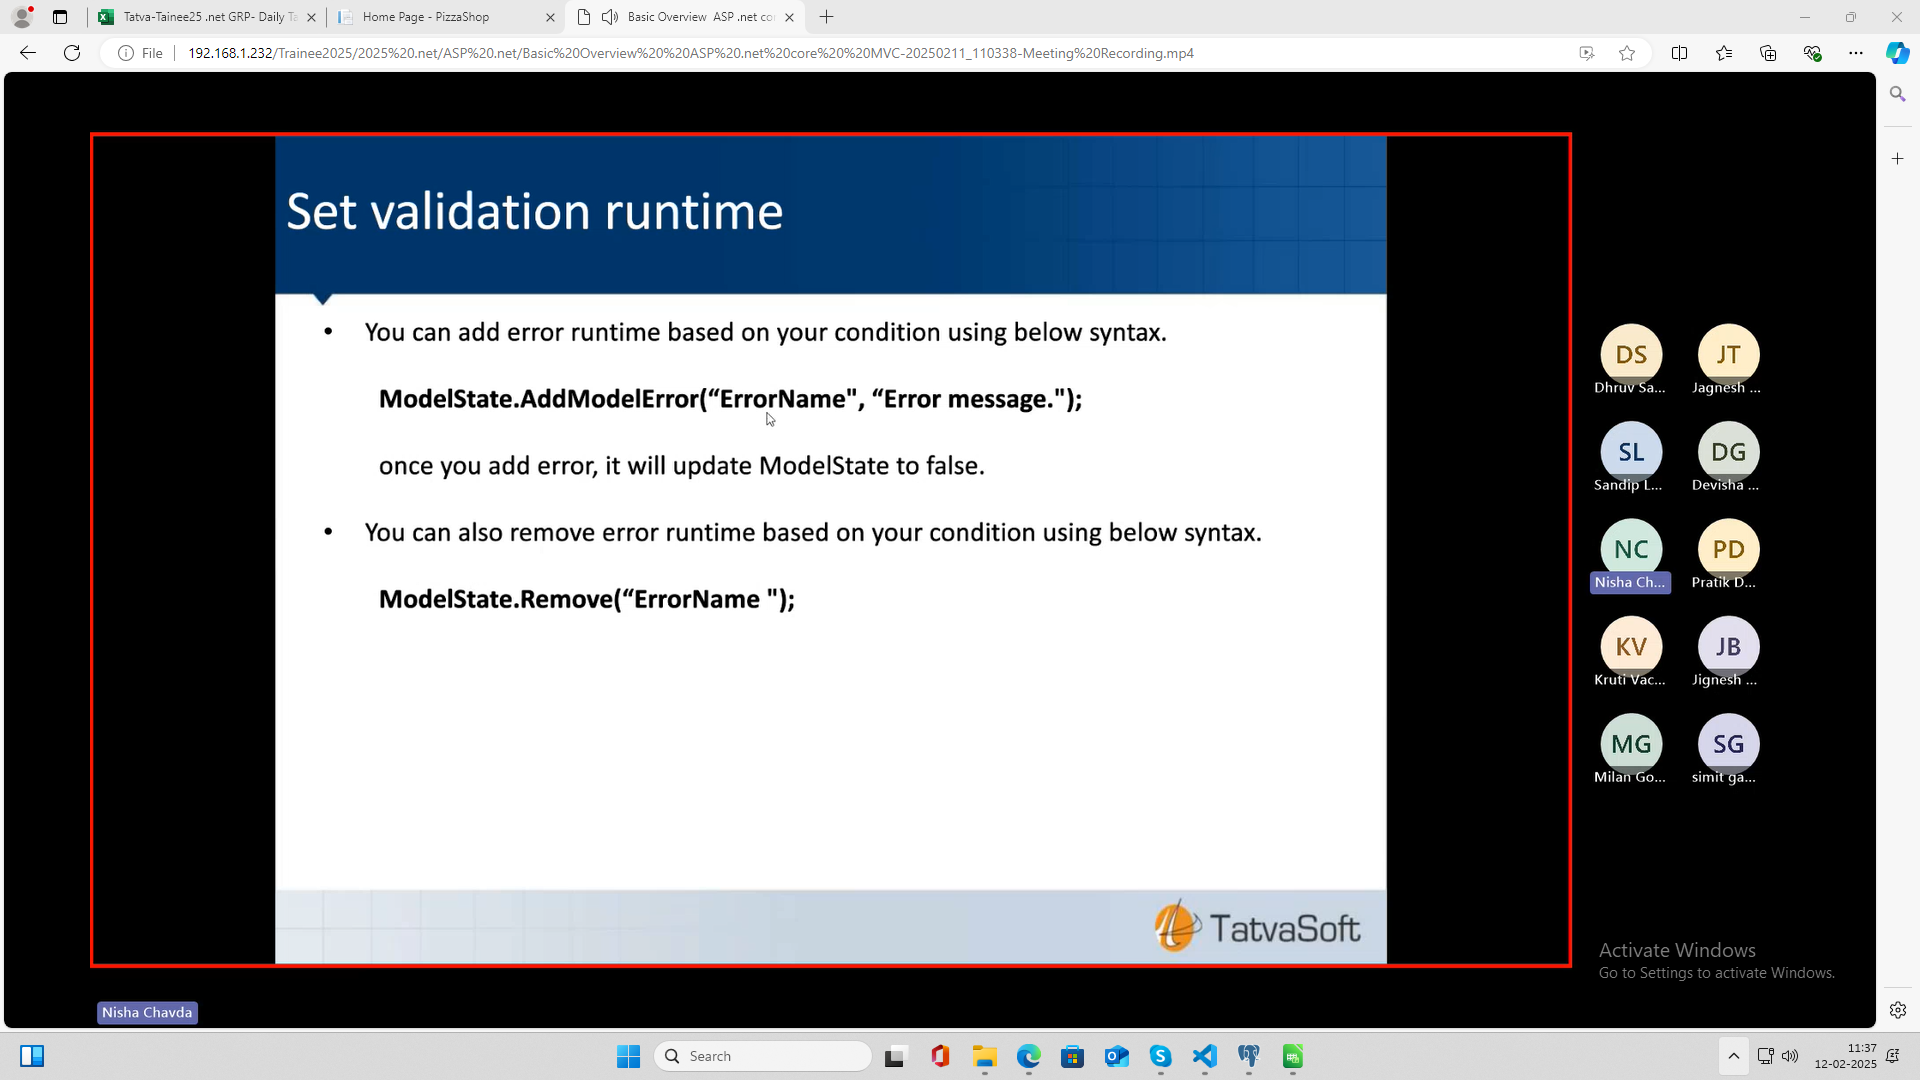 Tatva-Tainee25 .net GRP- Daily Ta
Home Page - PizzaShop
Basic Overview ASP .net co
File
192.168.1.232/Trainee2025/2025%20.net/ASP%20.net/Basic%20Overview%20%20ASP%20.net%20core%20%20MVC-20250211_110338-Meeting%20Recording.mp4
Set validation runtime
• You can add error runtime based on your condition using below syntax.
ModelState.AddModelError(“ErrorName", “Error message.");
once you add error, it will update ModelState to false.
• You can also remove error runtime based on your condition using below syntax.
ModelState.Remove(“ErrorName ");
TatvaSoft
DS
Dhruv Sa...
JT
Jagnesh ...
SL
Sandip L...
DG
Devisha ...
NC
Nisha Ch...
PD
Pratik D...
KV
Kruti Vac...
JB
Jignesh ...
MG
Milan Go...
SG
simit ga...
Activate Windows
Go to Settings to activate Windows.
Nisha Chavda
Search
11:37
12-02-2025